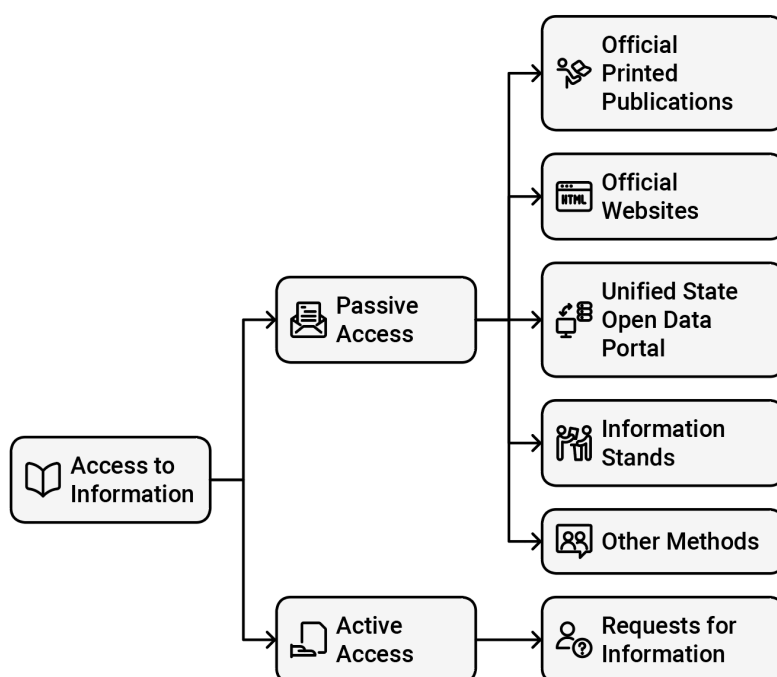 Official
Printed
Publications
HTML
Official
Websites
Unified State
Open Data
Portal
Passive
Access
Information
Stands
Access to
Information
Other Methods
Active
Access
Requests for
Information